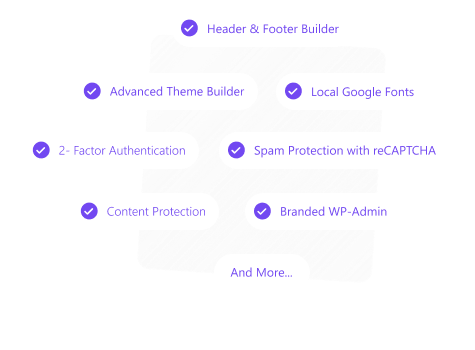 Header & Footer Builder
Advanced Theme Builder
Local Google Fonts
2- Factor Authentication
Spam Protection with reCAPTCHA
Content Protection
Branded WP-Admin
And More...